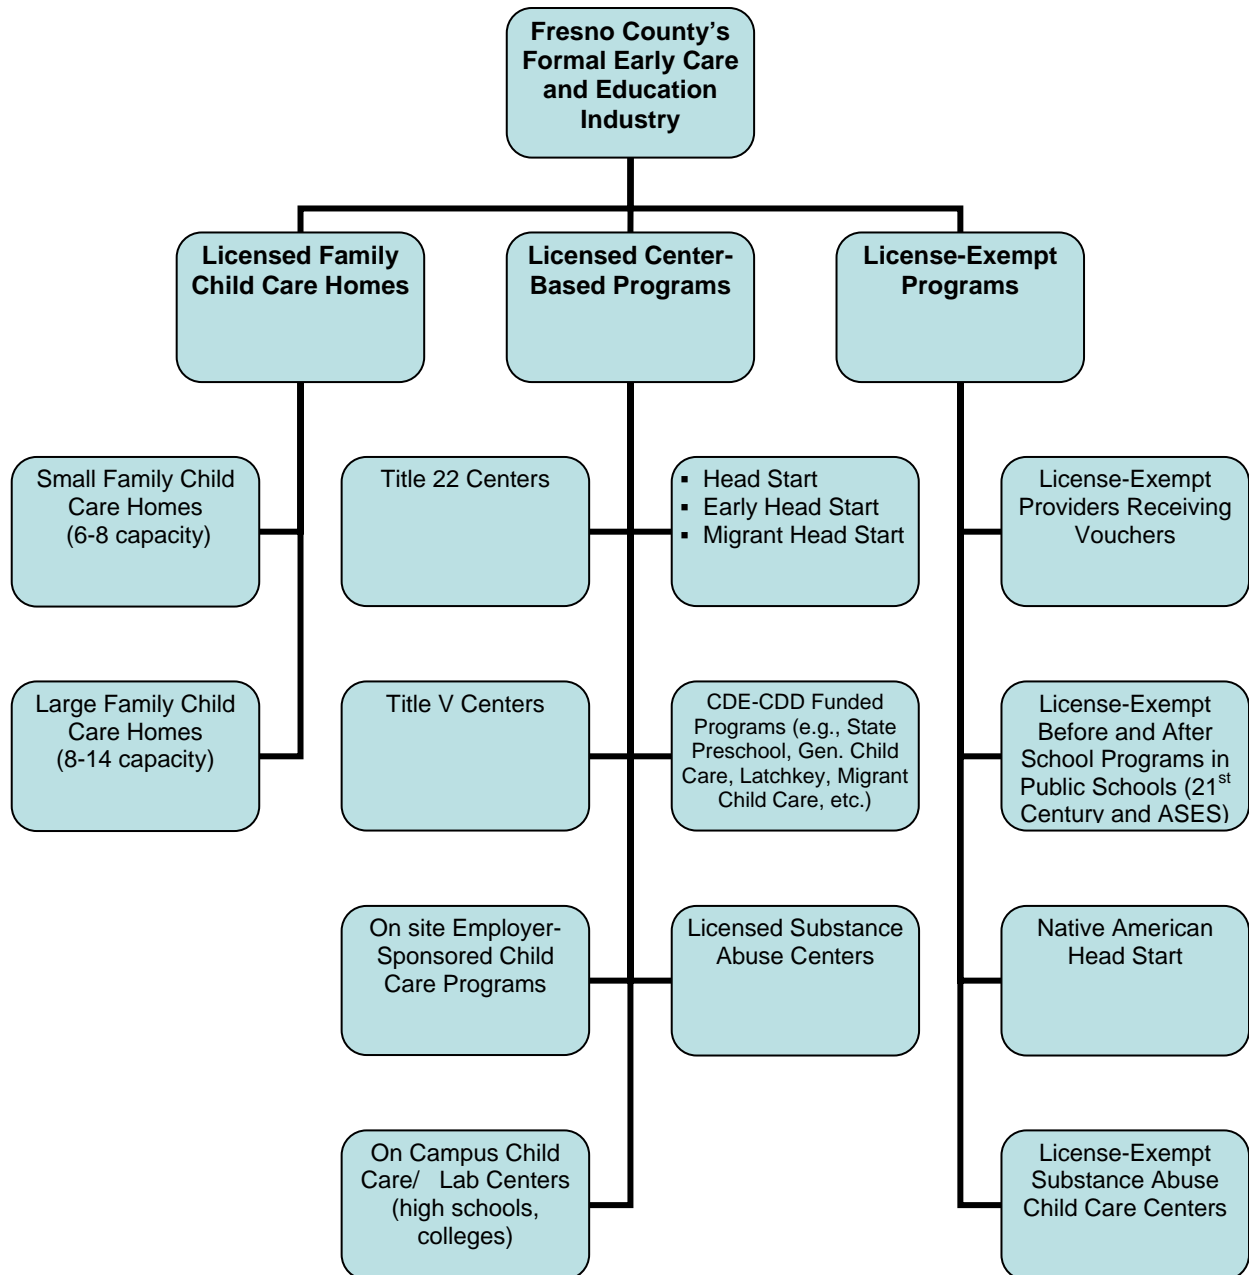 Fresno County’s
Formal Early Care
and Education
Industry
Licensed Family
Child Care Homes
Licensed Center-
Based Programs
License-Exempt
Programs
Small Family Child
Care Homes
(6-8 capacity)
Title 22 Centers
▪ Head Start
▪ Early Head Start
▪ Migrant Head Start
License-Exempt
Providers Receiving
Vouchers
Large Family Child
Care Homes
(8-14 capacity)
Title V Centers
CDE-CDD Funded
Programs (e.g., State
Preschool, Gen. Child
Care, Latchkey, Migrant
Child Care, etc.)
License-Exempt
Before and After
School Programs in
Public Schools (21st
Century and ASES)
On site Employer-
Sponsored Child
Care Programs
Licensed Substance
Abuse Centers
Native American
Head Start
On Campus Child
Care/ Lab Centers
(high schools,
colleges)
License-Exempt
Substance Abuse
Child Care Centers